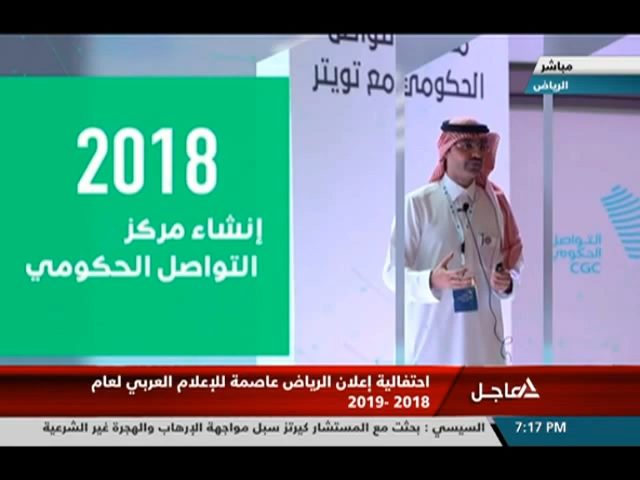 التواصل
الحكومي مع تويتر
مباشر
الرياض
2018
إنشاء مركز
التواصل الحكومي
التواصل
الحكومي
CGC
عاجل
احتفالية إعلان الرياض عاصمة للإعلام العربي لعام
2018 -2019
السيسي : بحثت مع المستشار كيرتز سبل مواجهة الإرهاب والهجرة غير الشرعية
7:17 PM